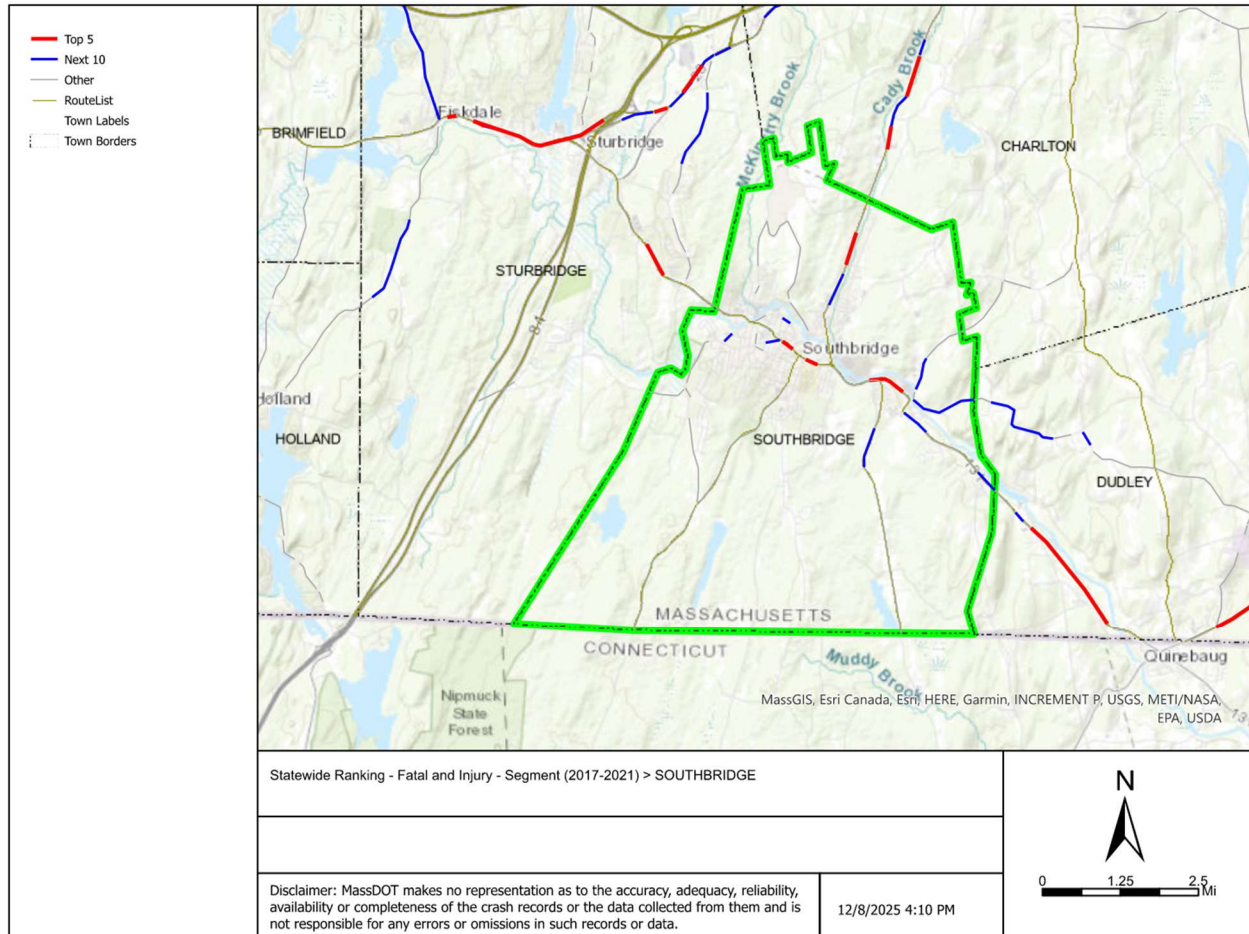 Top 5
Next 10
Other
RouteList
Town Labels
Town Borders
Cady Brook
McKinstry Brook
Fiskdale
BRIMFIELD
Sturbridge
CHARLTON
STURBRIDGE
84
Southbridge
Holland
HOLLAND
SOUTHBRIDGE
131
DUDLEY
MASSACHUSETTS
CONNECTICUT
Quinebaug
Muddy Brook
Nipmuck
State
Forest
MassGIS, Esri Canada, Esri, HERE, Garmin, INCREMENT P, USGS, METI/NASA,
EPA, USDA
Statewide Ranking - Fatal and Injury - Segment (2017-2021) > SOUTHBRIDGE
N
0 1.25 2.5
Mi
Disclaimer: MassDOT makes no representation as to the accuracy, adequacy, reliability,
availability or completeness of the crash records or the data collected from them and is
not responsible for any errors or omissions in such records or data.
12/8/2025 4:10 PM